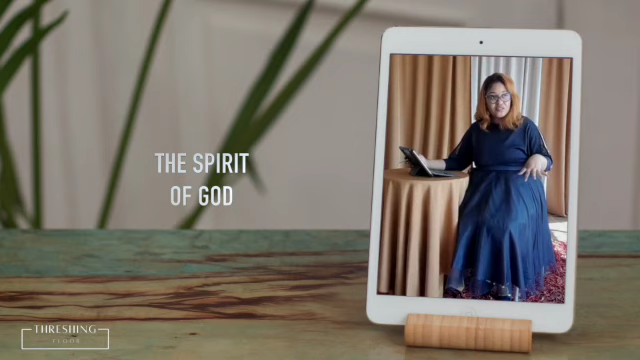 THE SPIRIT
OF GOD
THRESHING
FLOOR